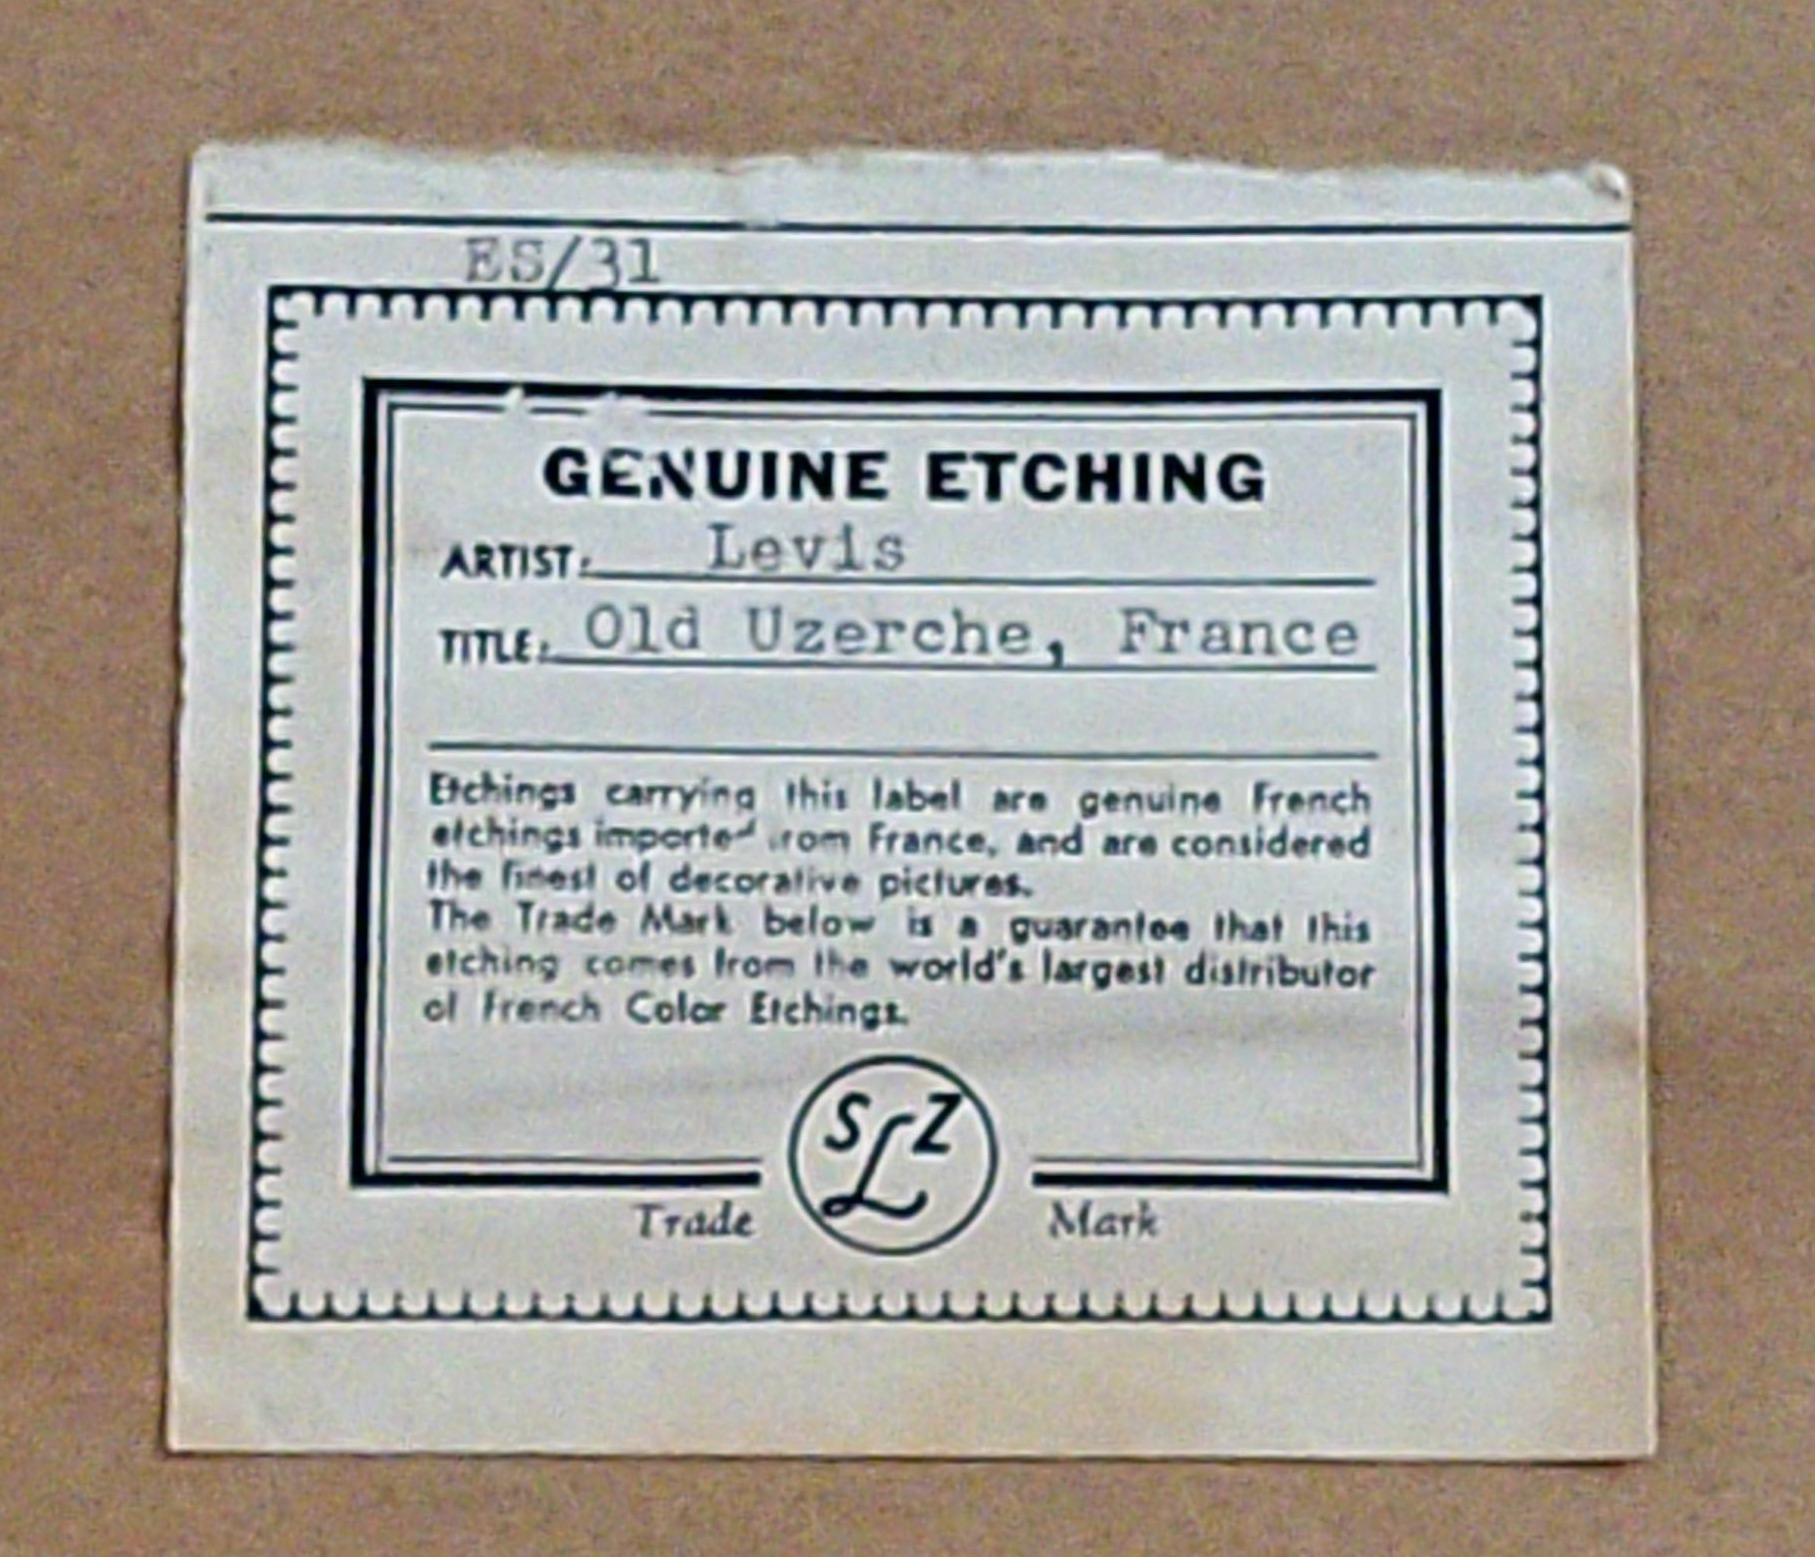 ES/31
GENUINE ETCHING
ARTIST: Levis
TITLE: Old Uzerche, France
Etchings carrying this label are genuine French
etchings imported from France, and are considered
the finest of decorative pictures.
The Trade Mark below is a guarantee that this
etching comes from the world's largest distributor
of French Color Etchings.
SLZ
Trade Mark